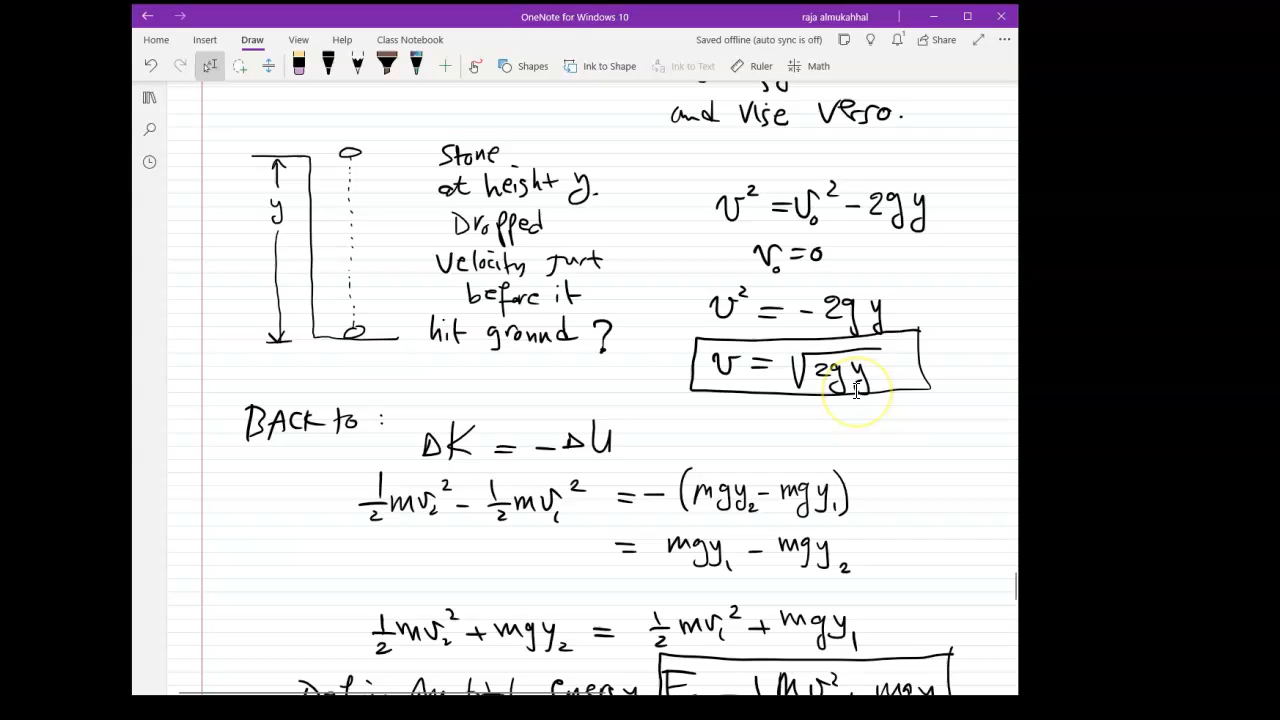 OneNote for Windows 10
raja almukahhal
Home Insert Draw View Help Class Notebook
Saved offline (auto sync is off) Share
Shapes Ink to Shape Ink to Text Ruler Math
and Vise Verso.
y
Stone
at height y.
Dropped
Velocity just
before it
hit ground ?
v² = v₀² - 2gy
v₀ = 0
v² = - 2gy
v = √2gy
BACK to :
ΔK = -ΔU
½mv₂² - ½mv₁² = -(mgy₂ - mgy₁)
= mgy₁ - mgy₂
½mv₂² + mgy₂ = ½mv₁² + mgy₁
energy